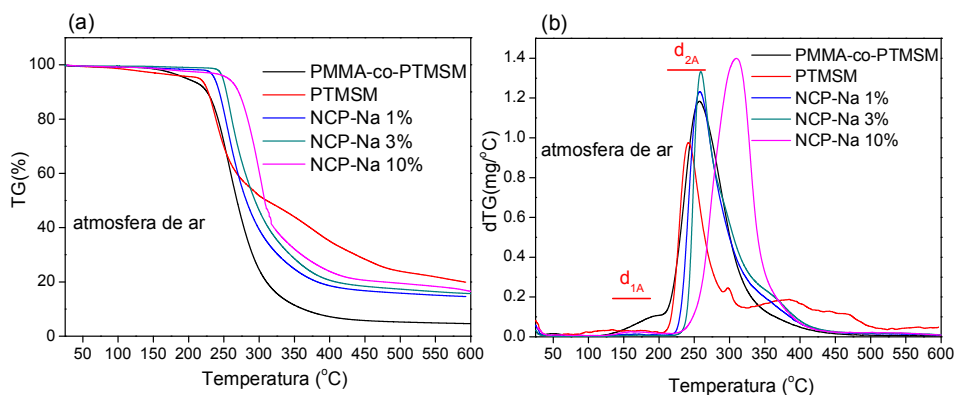 (a)
100
80
60
40
20
0
TG(%)
atmosfera de ar
PMMA-co-PTMSM
PTMSM
NCP-Na 1%
NCP-Na 3%
NCP-Na 10%
50 100 150 200 250 300 350 400 450 500 550 600
Temperatura (°C)
(b)
1.4
1.2
1.0
0.8
0.6
0.4
0.2
0.0
dTG(mg/°C)
d1A
d2A
atmosfera de ar
PMMA-co-PTMSM
PTMSM
NCP-Na 1%
NCP-Na 3%
NCP-Na 10%
50 100 150 200 250 300 350 400 450 500 550 600
Temperatura (°C)